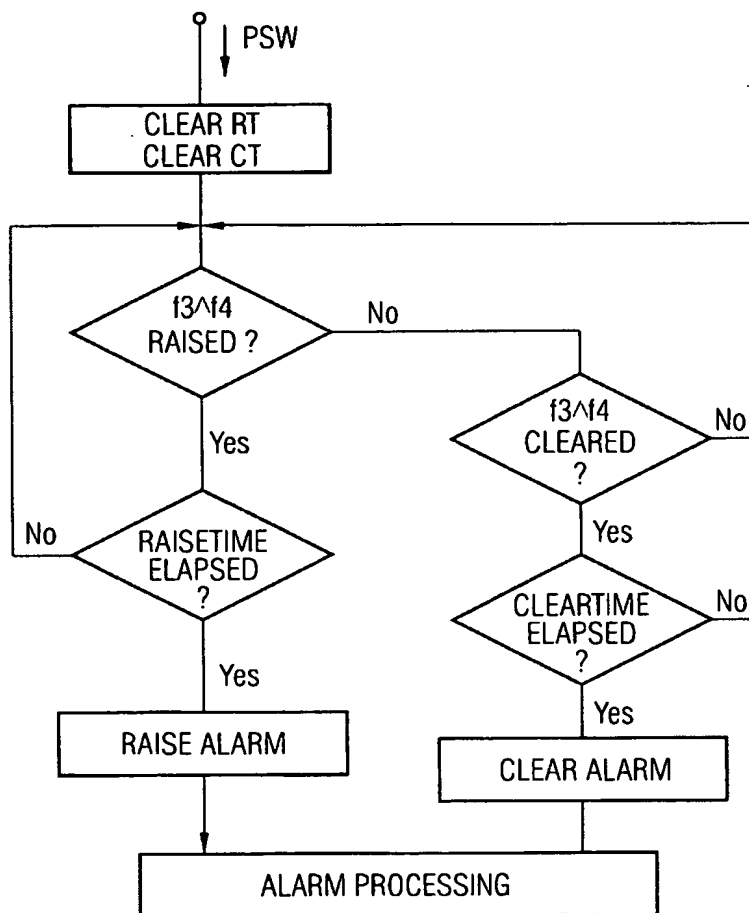 PSW
CLEAR RT
CLEAR CT
f3∧f4
RAISED ?
No
Yes
f3∧f4
CLEARED
?
No
Yes
RAISETIME
ELAPSED
?
No
Yes
CLEARTIME
ELAPSED
?
No
Yes
RAISE ALARM
CLEAR ALARM
ALARM PROCESSING